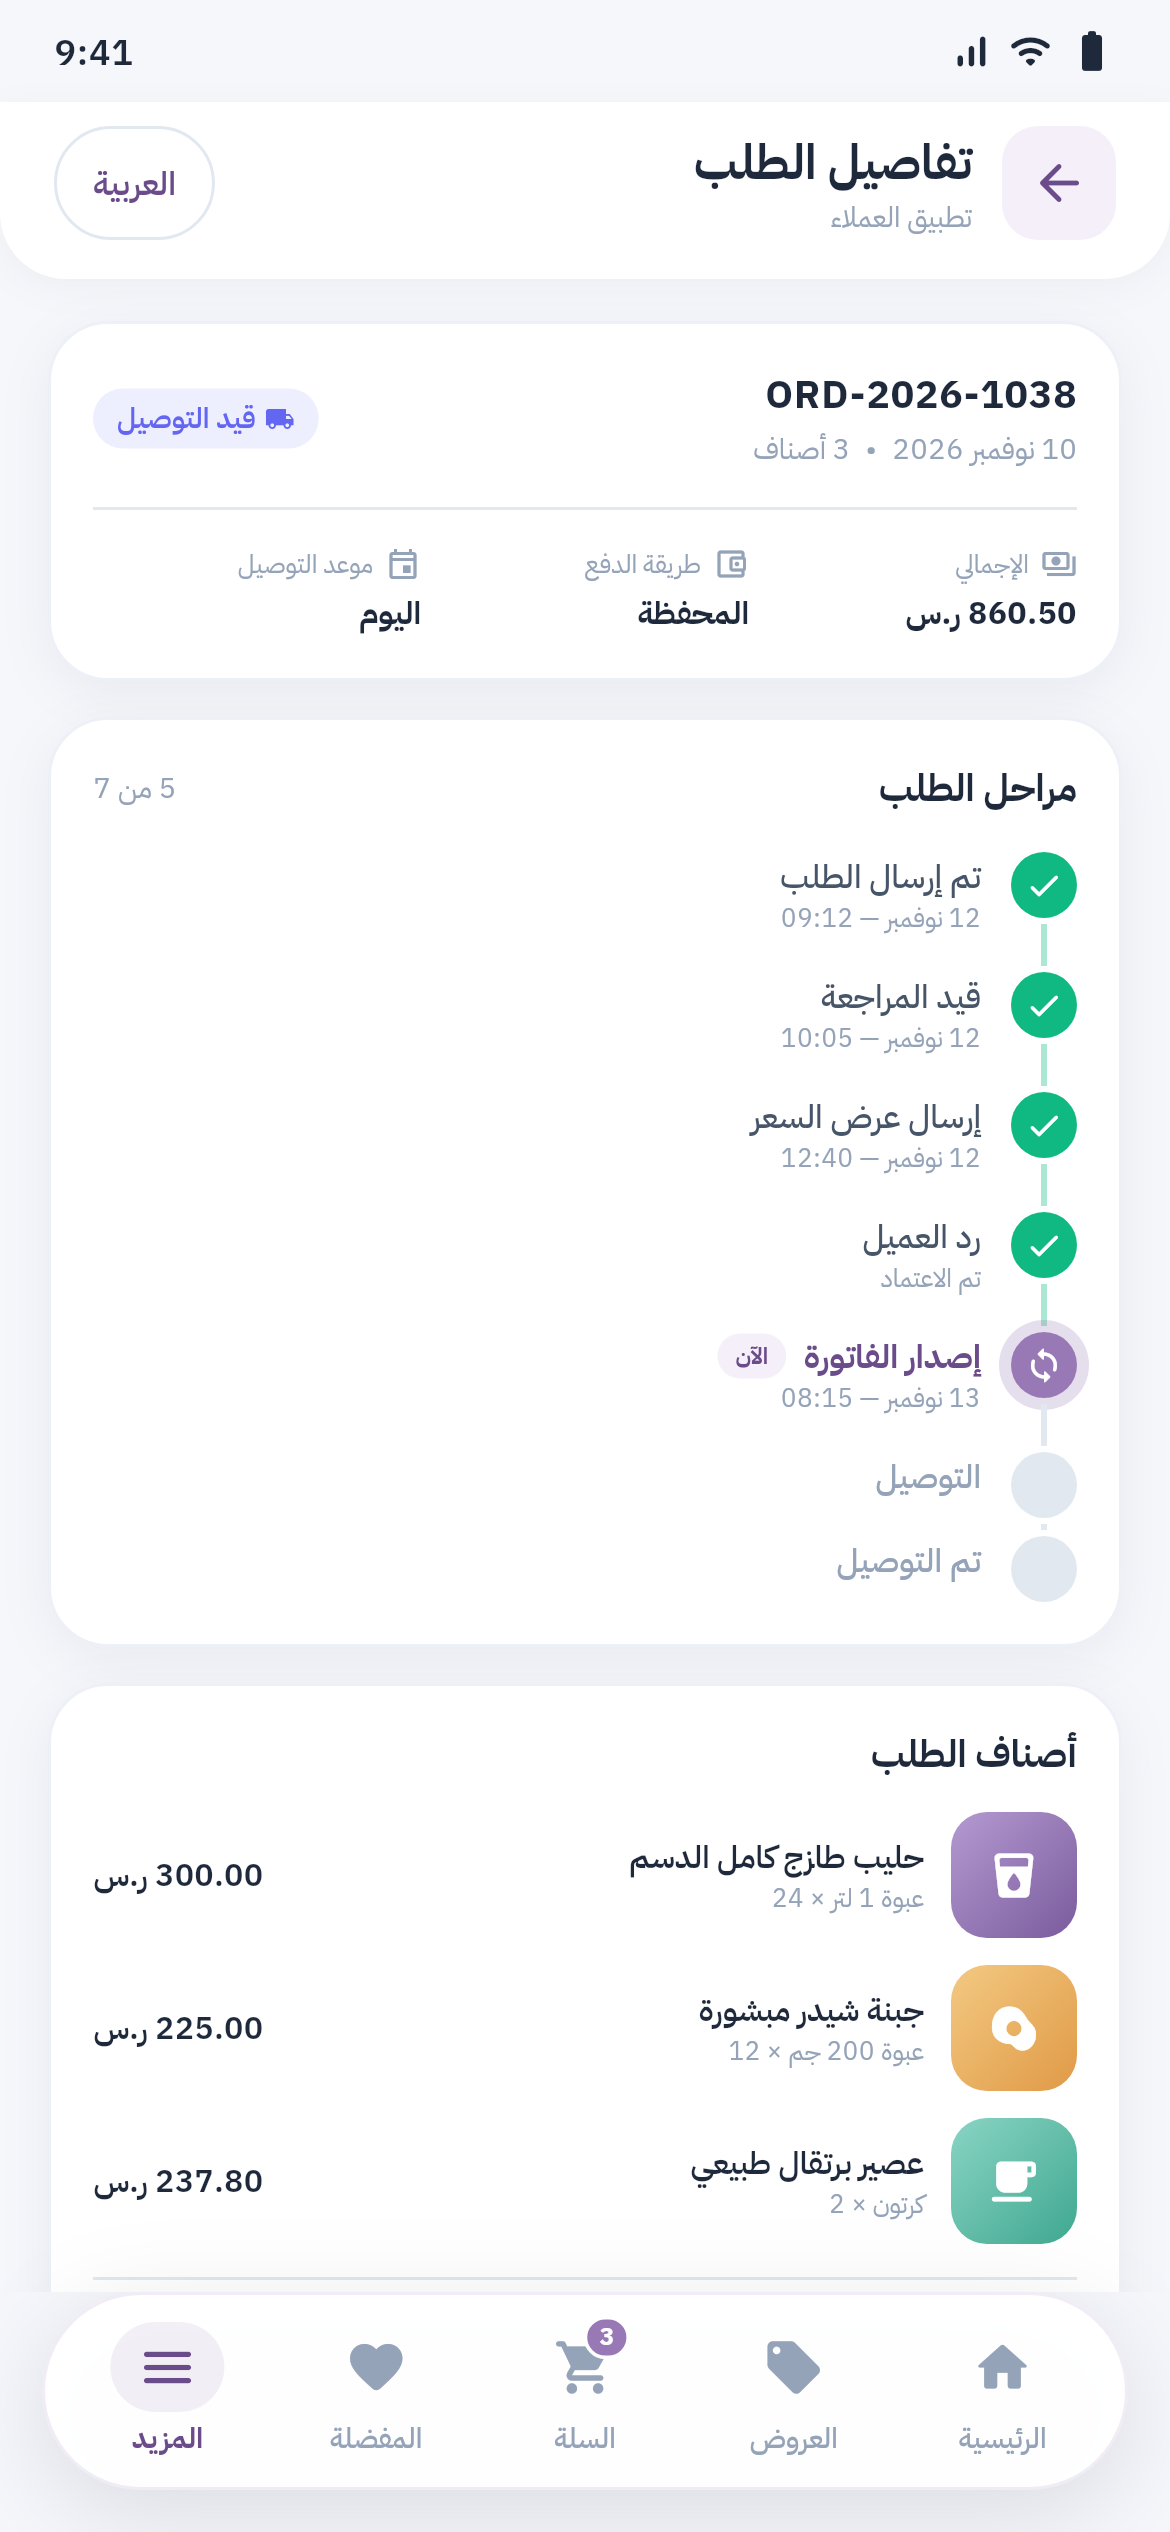 9:41
تفاصيل الطلب
تطبيق العملاء
العربية
ORD-2026-1038
10 نوفمبر 2026 • 3 أصناف
قيد التوصيل
الإجمالي
860.50 ر.س
طريقة الدفع
المحفظة
موعد التوصيل
اليوم
مراحل الطلب
5 من 7
تم إرسال الطلب
12 نوفمبر — 09:12
قيد المراجعة
12 نوفمبر — 10:05
إرسال عرض السعر
12 نوفمبر — 12:40
رد العميل
تم الاعتماد
إصدار الفاتورة الآن
13 نوفمبر — 08:15
التوصيل
تم التوصيل
أصناف الطلب
حليب طازج كامل الدسم
عبوة 1 لتر × 24
300.00 ر.س
جبنة شيدر مبشورة
عبوة 200 جم × 12
225.00 ر.س
عصير برتقال طبيعي
كرتون × 2
237.80 ر.س
الرئيسية
العروض
3
السلة
المفضلة
المزيد